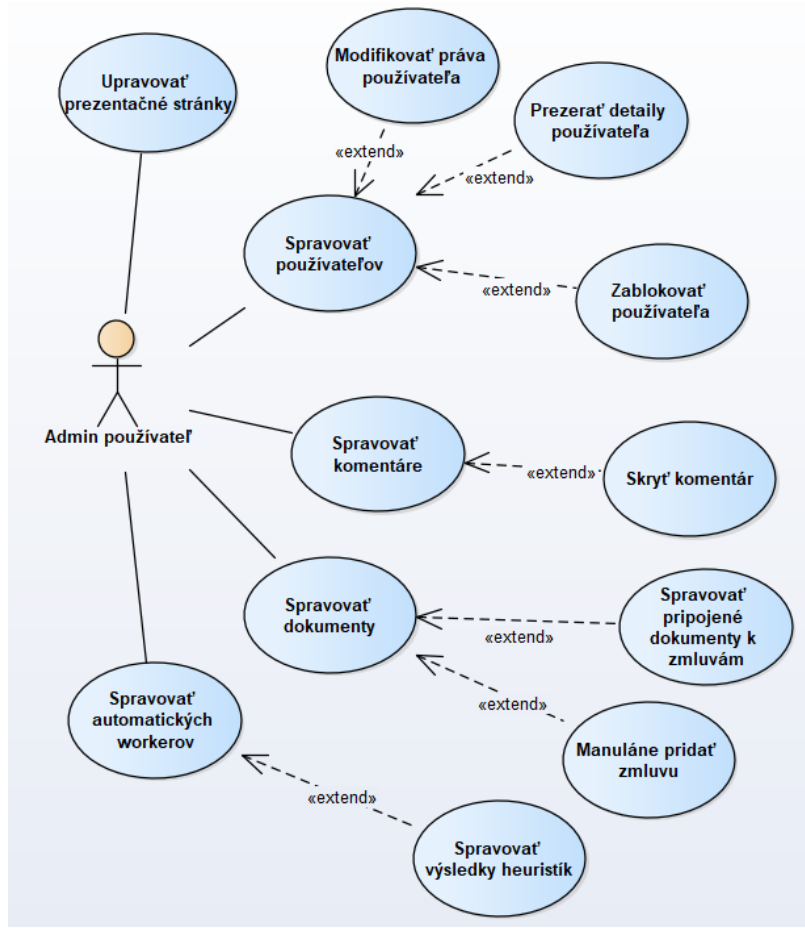 Modifikovať práva
používateľa
Upravovať
prezentačné stránky
Prezerať detaily
používateľa
«extend»
«extend»
Spravovať
používateľov
«extend»
Zablokovať
používateľa
Admin používateľ
Spravovať
komentáre
«extend»
Skryť komentár
Spravovať
dokumenty
Spravovať
pripojené
dokumenty k
zmluvám
«extend»
Spravovať
automatických
workerov
«extend»
Manuláne pridať
zmluvu
«extend»
Spravovať
výsledky heuristík